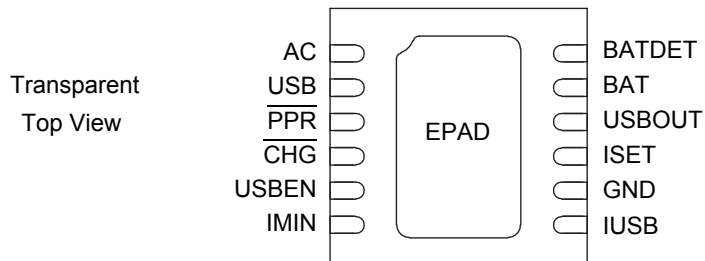 Transparent
Top View
AC
USB
PPR
CHG
USBEN
IMIN
EPAD
BATDET
BAT
USBOUT
ISET
GND
IUSB